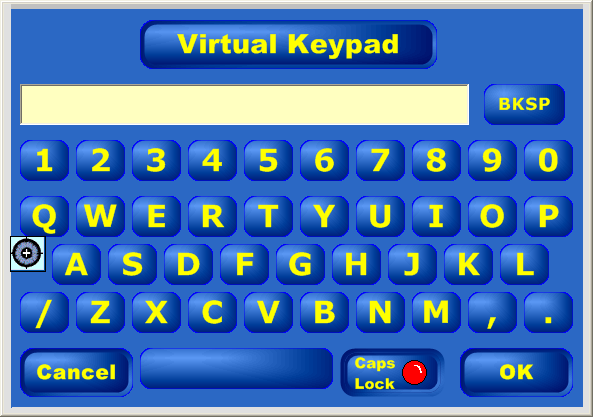 Virtual Keypad
BKSP
1 2 3 4 5 6 7 8 9 0
Q W E R T Y U I O P
A S D F G H J K L
/ Z X C V B N M , .
Cancel
Caps
Lock
OK